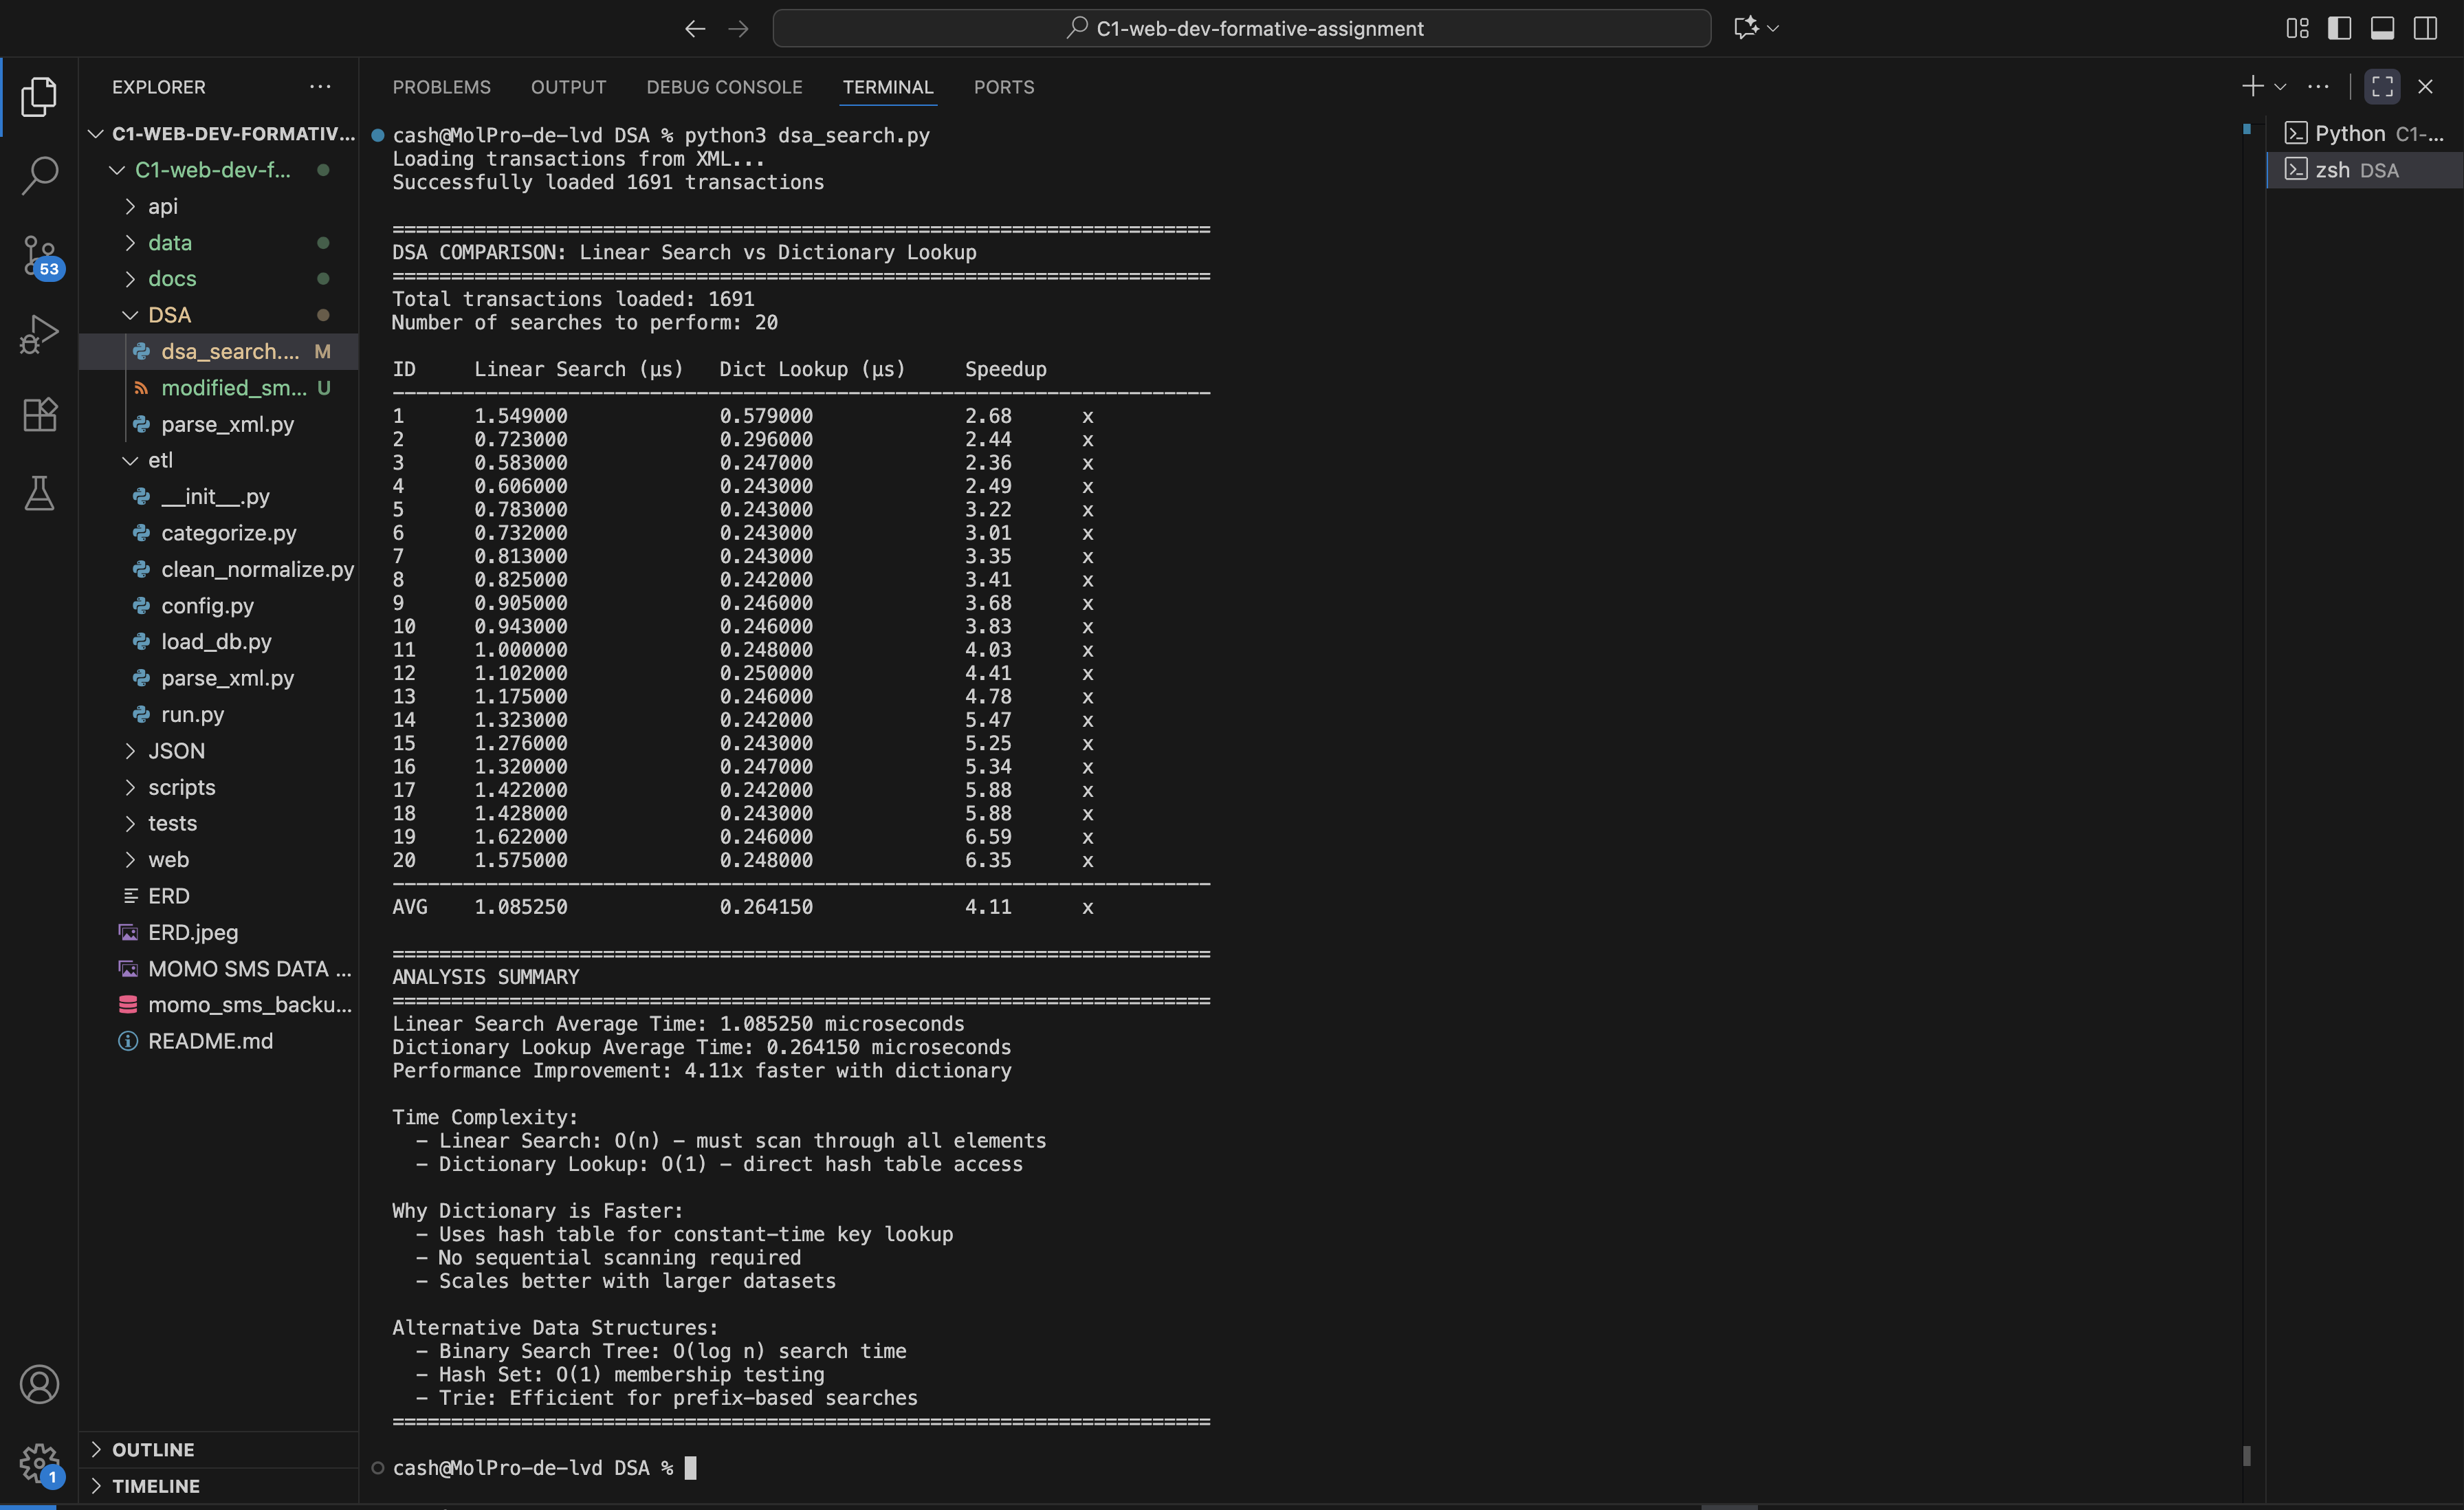 C1-web-dev-formative-assignment
EXPLORER
C1-WEB-DEV-FORMATIV...
C1-web-dev-f...
api
data
docs
DSA
dsa_search.... M
modified_sm... U
parse_xml.py
etl
__init__.py
categorize.py
clean_normalize.py
config.py
load_db.py
parse_xml.py
run.py
JSON
scripts
tests
web
ERD
ERD.jpeg
MOMO SMS DATA ...
momo_sms_backu...
README.md
OUTLINE
TIMELINE
53
1
PROBLEMS OUTPUT DEBUG CONSOLE TERMINAL PORTS
cash@MolPro-de-lvd DSA % python3 dsa_search.py
Loading transactions from XML...
Successfully loaded 1691 transactions
======================================================================
DSA COMPARISON: Linear Search vs Dictionary Lookup
======================================================================
Total transactions loaded: 1691
Number of searches to perform: 20
ID Linear Search (µs) Dict Lookup (µs) Speedup
----------------------------------------------------------------------
1 1.549000 0.579000 2.68 x
2 0.723000 0.296000 2.44 x
3 0.583000 0.247000 2.36 x
4 0.606000 0.243000 2.49 x
5 0.783000 0.243000 3.22 x
6 0.732000 0.243000 3.01 x
7 0.813000 0.243000 3.35 x
8 0.825000 0.242000 3.41 x
9 0.905000 0.246000 3.68 x
10 0.943000 0.246000 3.83 x
11 1.000000 0.248000 4.03 x
12 1.102000 0.250000 4.41 x
13 1.175000 0.246000 4.78 x
14 1.323000 0.242000 5.47 x
15 1.276000 0.243000 5.25 x
16 1.320000 0.247000 5.34 x
17 1.422000 0.242000 5.88 x
18 1.428000 0.243000 5.88 x
19 1.622000 0.246000 6.59 x
20 1.575000 0.248000 6.35 x
----------------------------------------------------------------------
AVG 1.085250 0.264150 4.11 x
======================================================================
ANALYSIS SUMMARY
======================================================================
Linear Search Average Time: 1.085250 microseconds
Dictionary Lookup Average Time: 0.264150 microseconds
Performance Improvement: 4.11x faster with dictionary
Time Complexity:
- Linear Search: O(n) - must scan through all elements
- Dictionary Lookup: O(1) - direct hash table access
Why Dictionary is Faster:
- Uses hash table for constant-time key lookup
- No sequential scanning required
- Scales better with larger datasets
Alternative Data Structures:
- Binary Search Tree: O(log n) search time
- Hash Set: O(1) membership testing
- Trie: Efficient for prefix-based searches
======================================================================
cash@MolPro-de-lvd DSA %
Python C1-...
zsh DSA